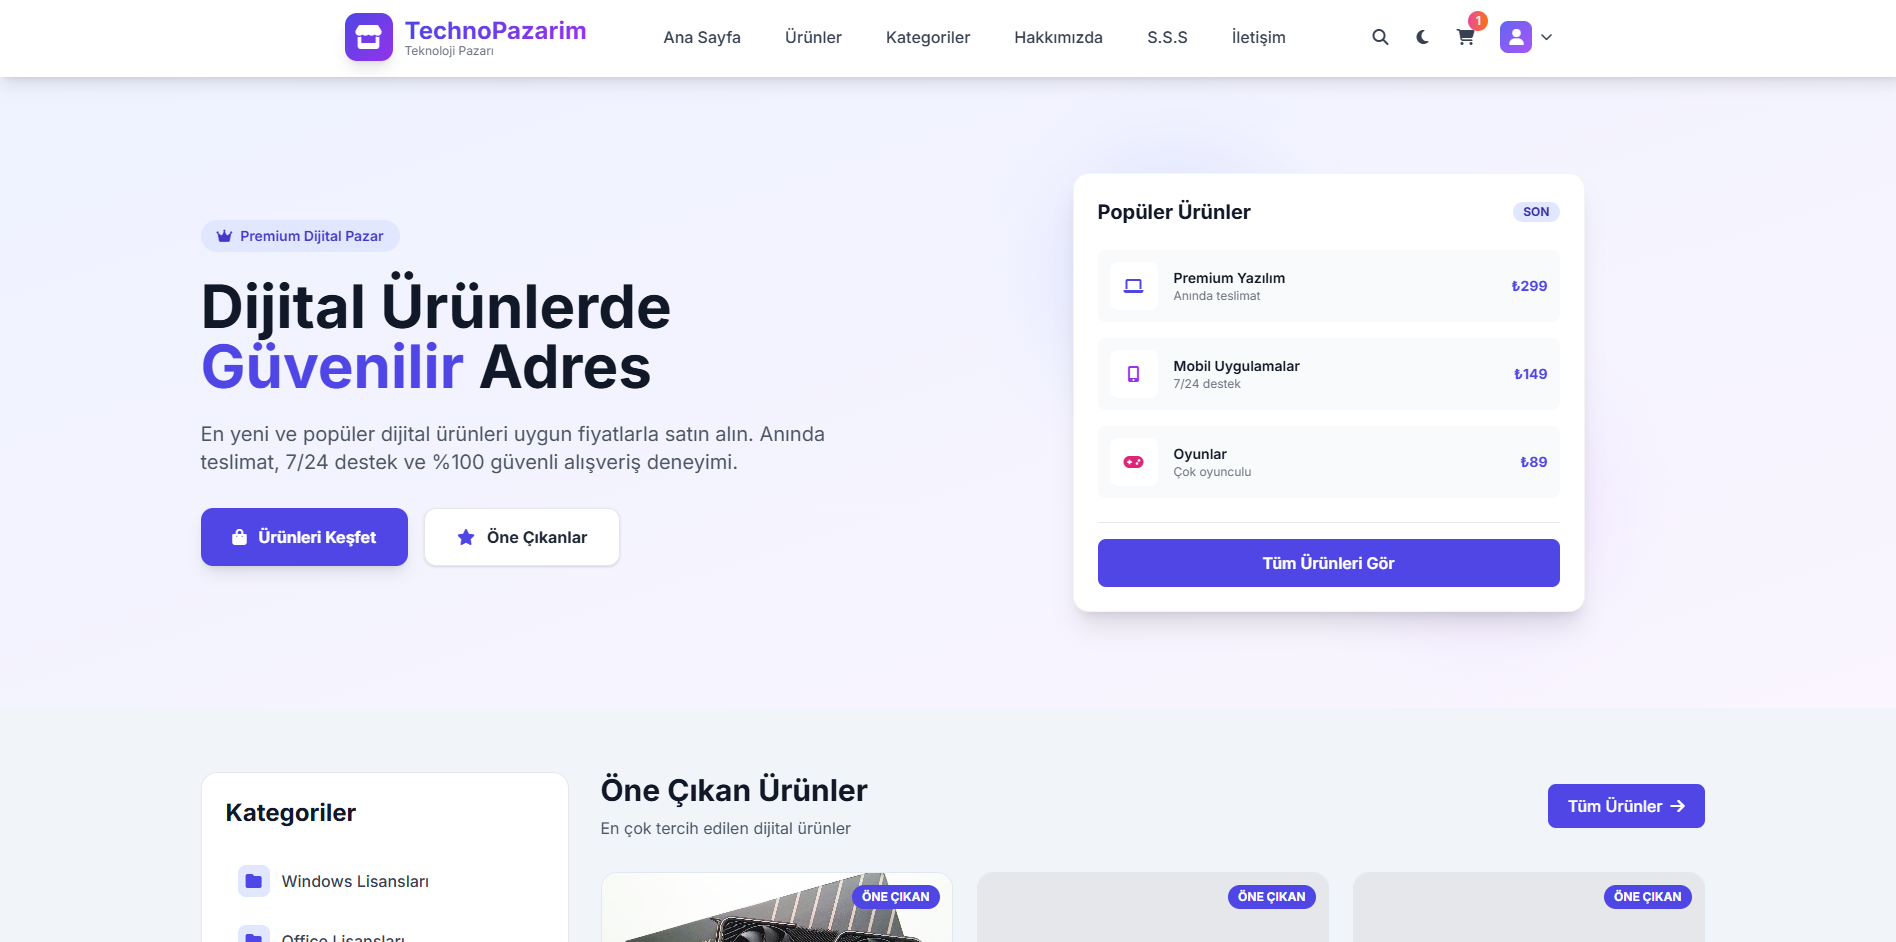 TechnoPazarim
Teknoloji Pazarı
Ana Sayfa
Ürünler
Kategoriler
Hakkımızda
S.S.S
İletişim
1
Premium Dijital Pazar
Dijital Ürünlerde
Güvenilir Adres
En yeni ve popüler dijital ürünleri uygun fiyatlarla satın alın. Anında
teslimat, 7/24 destek ve %100 güvenli alışveriş deneyimi.
Ürünleri Keşfet
Öne Çıkanlar
Popüler Ürünler
SON
Premium Yazılım
Anında teslimat
₺299
Mobil Uygulamalar
7/24 destek
₺149
Oyunlar
Çok oyunculu
₺89
Tüm Ürünleri Gör
Kategoriler
Windows Lisansları
Office Lisansları
Öne Çıkan Ürünler
En çok tercih edilen dijital ürünler
Tüm Ürünler
ÖNE ÇIKAN
ÖNE ÇIKAN
ÖNE ÇIKAN